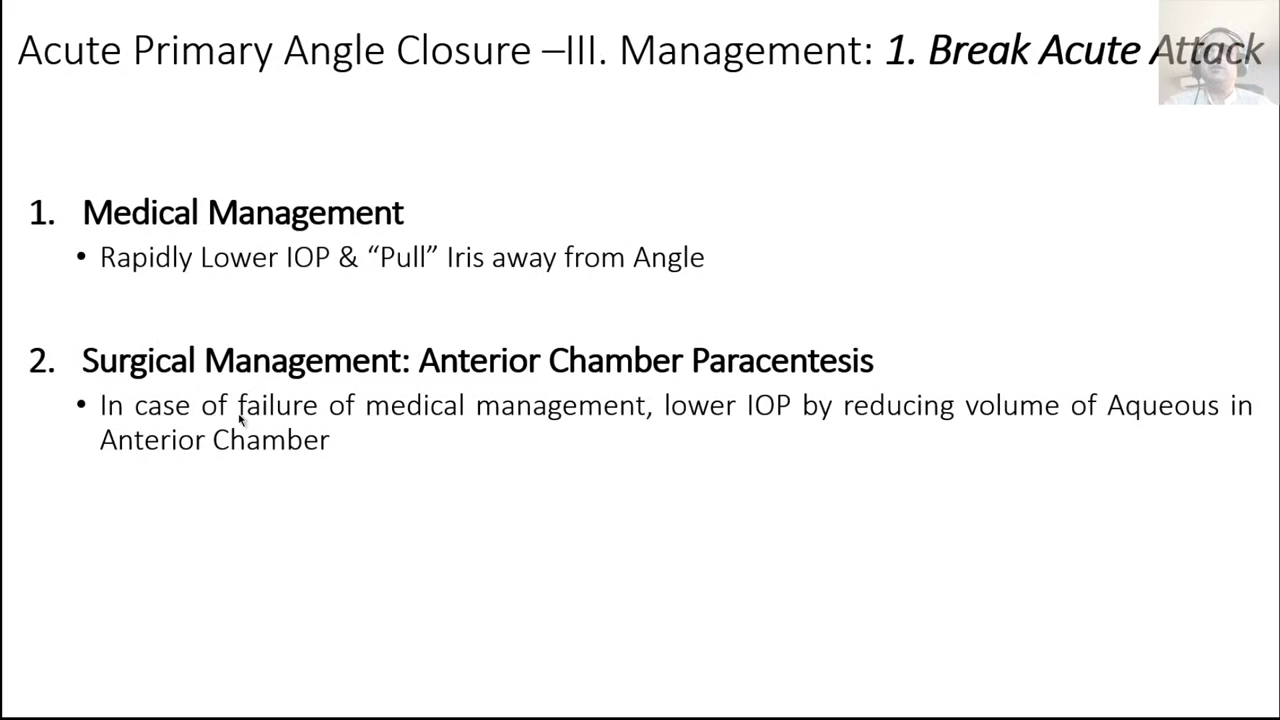 Acute Primary Angle Closure –III. Management: 1. Break Acute Attack
1. Medical Management
• Rapidly Lower IOP & “Pull” Iris away from Angle
2. Surgical Management: Anterior Chamber Paracentesis
• In case of failure of medical management, lower IOP by reducing volume of Aqueous in
Anterior Chamber